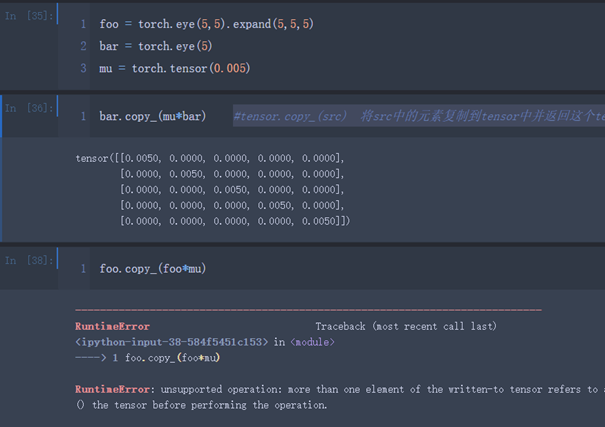 In [35]:
1 foo = torch.eye(5,5).expand(5,5,5)
2 bar = torch.eye(5)
3 mu = torch.tensor(0.005)
In [36]:
1 bar.copy_(mu*bar) #tensor.copy_(src) 将src中的元素复制到tensor中并返回这个
tensor([[0.0050, 0.0000, 0.0000, 0.0000, 0.0000],
[0.0000, 0.0050, 0.0000, 0.0000, 0.0000],
[0.0000, 0.0000, 0.0050, 0.0000, 0.0000],
[0.0000, 0.0000, 0.0000, 0.0050, 0.0000],
[0.0000, 0.0000, 0.0000, 0.0000, 0.0050]])
In [38]:
1 foo.copy_(foo*mu)
---------------------------------------------------------------------------
RuntimeError Traceback (most recent call last)
<ipython-input-38-584f5451c153> in <module>
----> 1 foo.copy_(foo*mu)
RuntimeError: unsupported operation: more than one element of the written-to tensor refers to
() the tensor before performing the operation.